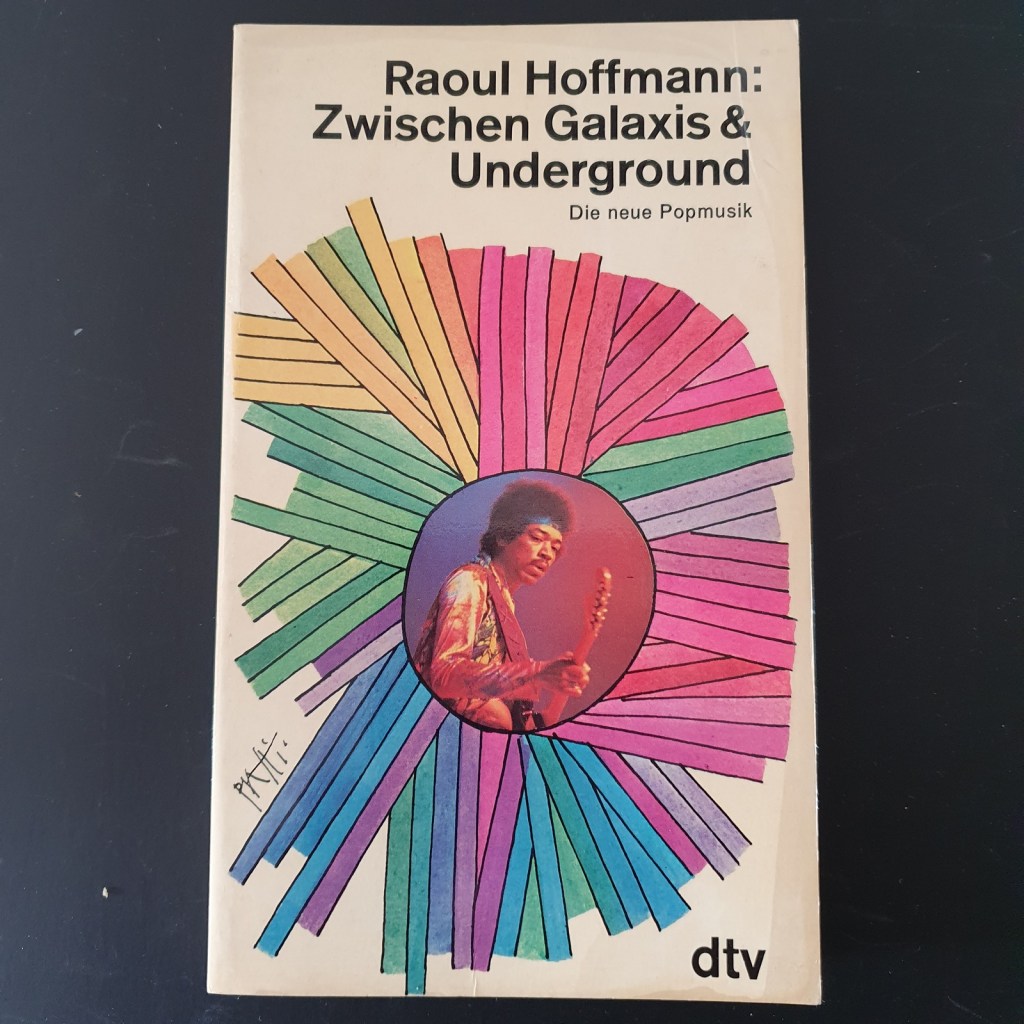 Raoul Hoffmann:
Zwischen Galaxis &
Underground
Die neue Popmusik
dtv